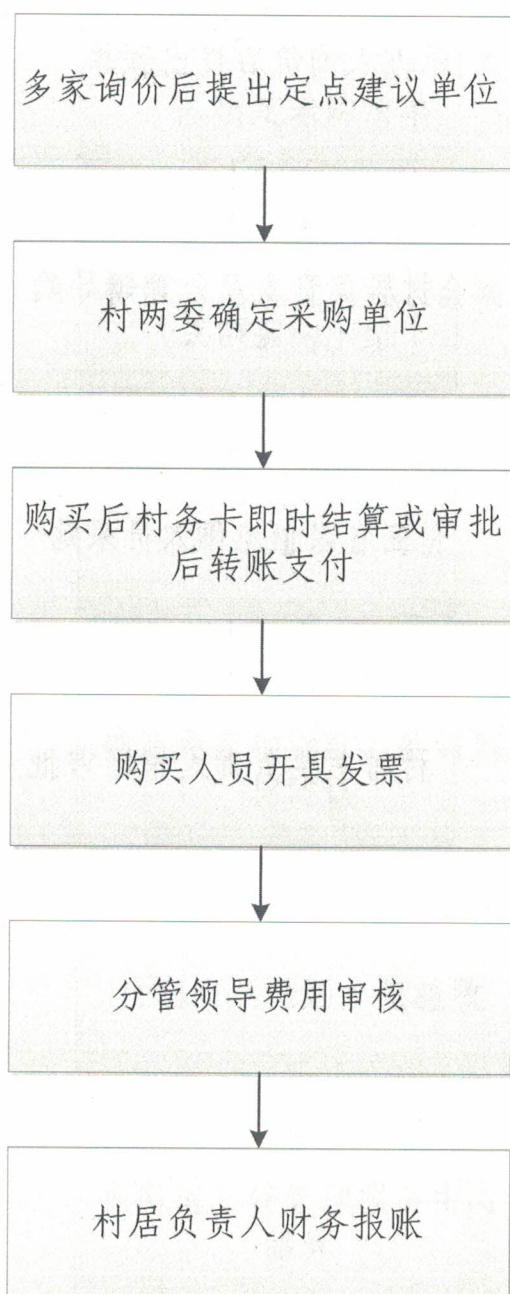 多家询价后提出定点建议单位
村两委确定采购单位
购买后村务卡即时结算或审批
后转账支付
购买人员开具发票
分管领导费用审核
村居负责人财务报账